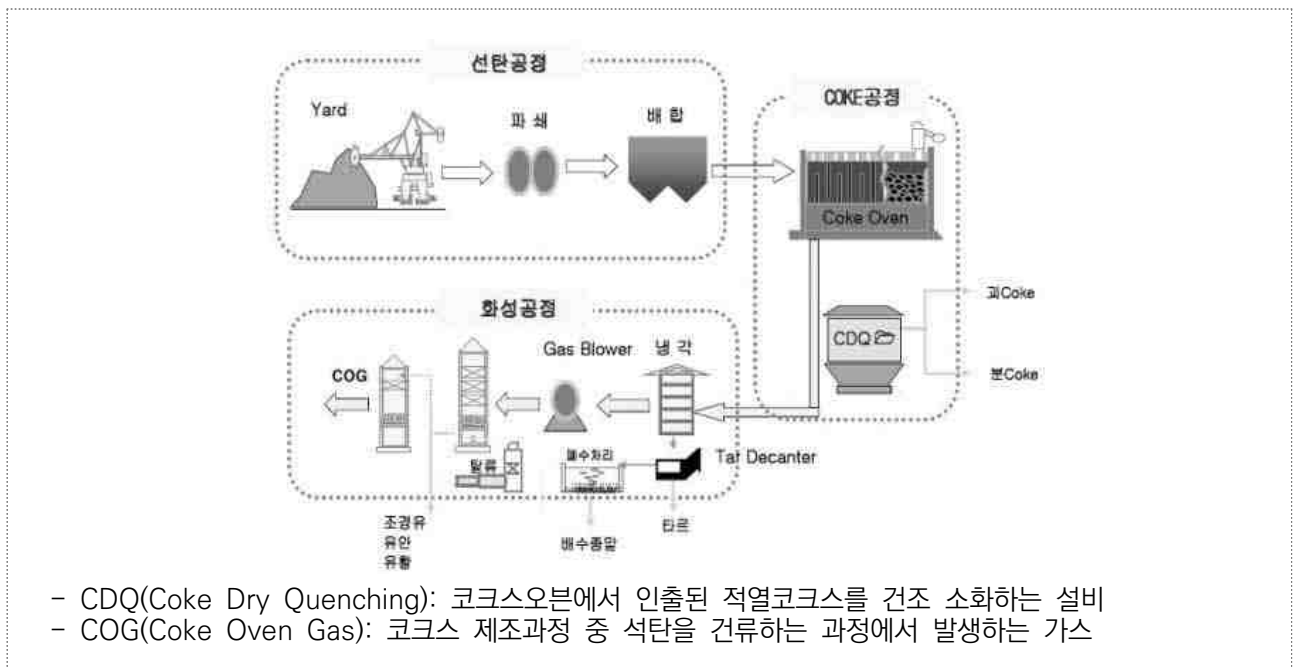 선탄공정
Yard
파 쇄
배 합
COKE공정
Coke Oven
괴Coke
CDQ
분Coke
화성공정
Gas Blower
냉 각
COG
탈류
폐수처리
Tar Decanter
조경유
유안
유황
배수종말
타르
- CDQ(Coke Dry Quenching): 코크스오븐에서 인출된 적열코크스를 건조 소화하는 설비
- COG(Coke Oven Gas): 코크스 제조과정 중 석탄을 건류하는 과정에서 발생하는 가스